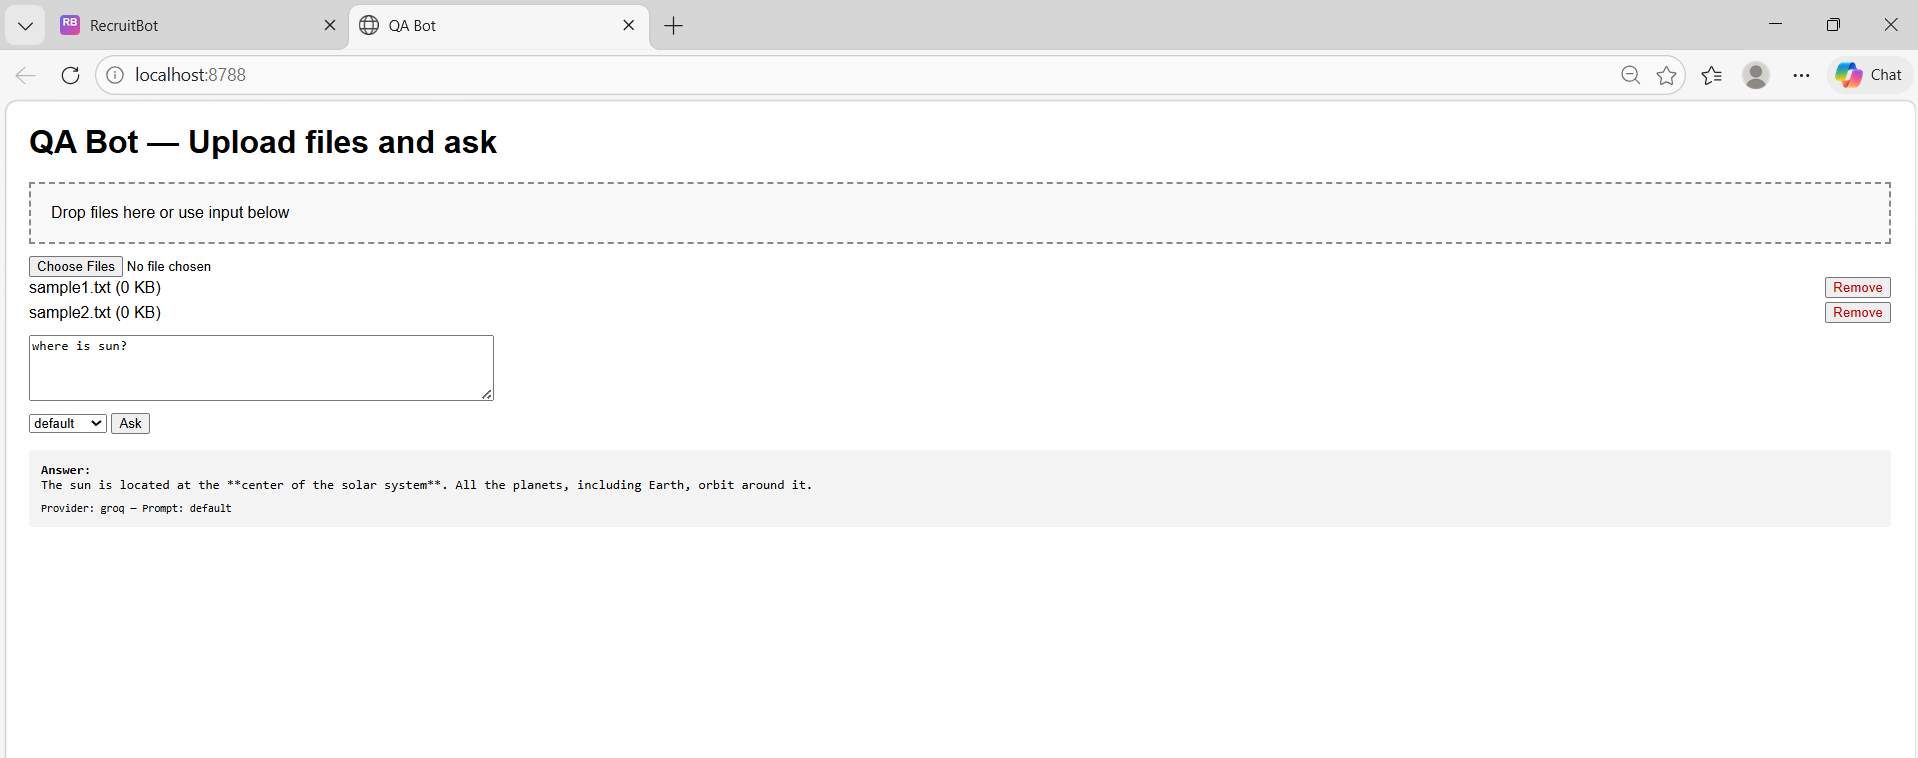 RB RecruitBot
QA Bot
localhost:8788
Chat
QA Bot — Upload files and ask
Drop files here or use input below
Choose Files No file chosen
sample1.txt (0 KB) Remove
sample2.txt (0 KB) Remove
where is sun?
default Ask
Answer:
The sun is located at the **center of the solar system**. All the planets, including Earth, orbit around it.
Provider: groq — Prompt: default